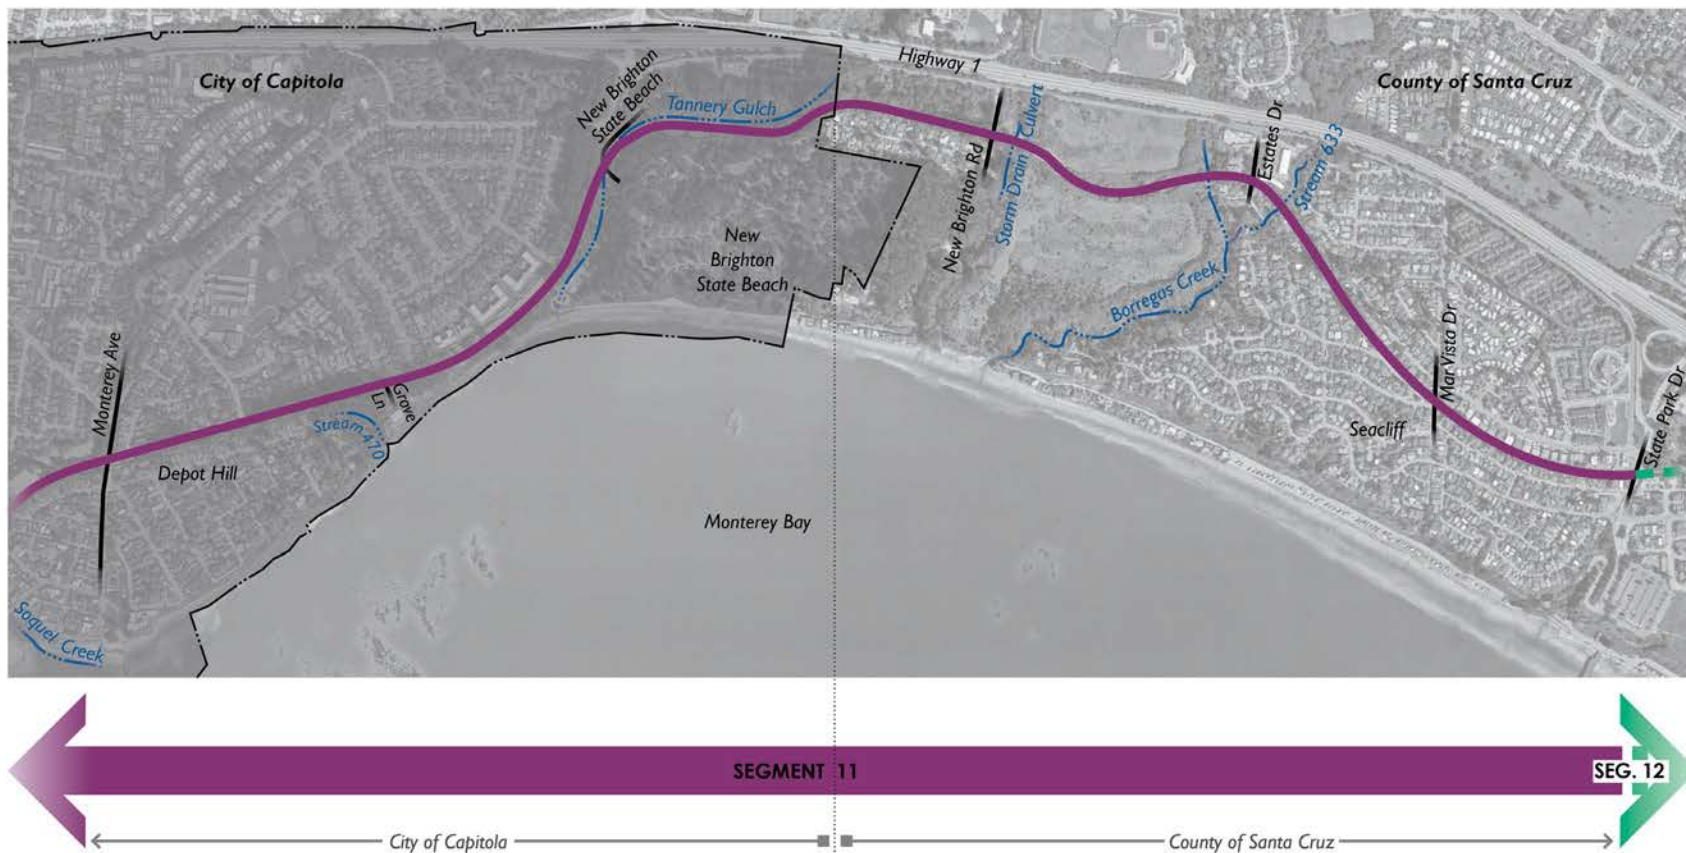 Highway 1
City of Capitola
County of Santa Cruz
New Brighton
State Beach
Tannery Gulch
New Brighton Rd
Storm Drain Culvert
Estates Dr
Stream 633
New
Brighton
State Beach
Borregas Creek
Monterey Ave
Grove
Ln
Stream 470
Mar Vista Dr
State Park Dr
Depot Hill
Seacliff
Monterey Bay
Soquel Creek
SEGMENT 11
SEG. 12
City of Capitola
County of Santa Cruz